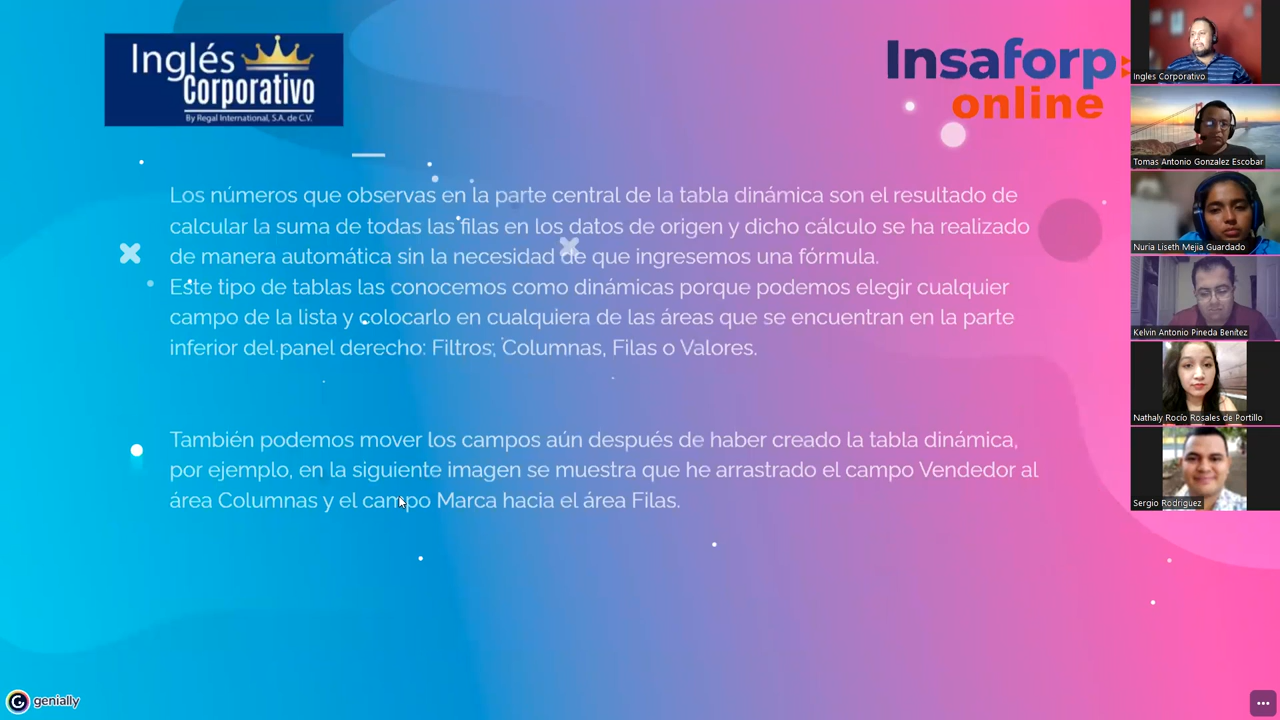 Inglés
Corporativo
By Regal International, S.A. de C.V.
Insaforp
online
Los números que observas en la parte central de la tabla dinámica son el resultado de
calcular la suma de todas las filas en los datos de origen y dicho cálculo se ha realizado
de manera automática sin la necesidad de que ingresemos una fórmula.
Este tipo de tablas las conocemos como dinámicas porque podemos elegir cualquier
campo de la lista y colocarlo en cualquiera de las áreas que se encuentran en la parte
inferior del panel derecho: Filtros, Columnas, Filas o Valores.
También podemos mover los campos aún después de haber creado la tabla dinámica,
por ejemplo, en la siguiente imagen se muestra que he arrastrado el campo Vendedor al
área Columnas y el campo Marca hacia el área Filas.
genially
Ingles Corporativo
Tomas Antonio Gonzalez Escobar
Nuria Liseth Mejia Guardado
Kelvin Antonio Pineda Benítez
Nathaly Rocío Rosales de Portillo
Sergio Rodriguez